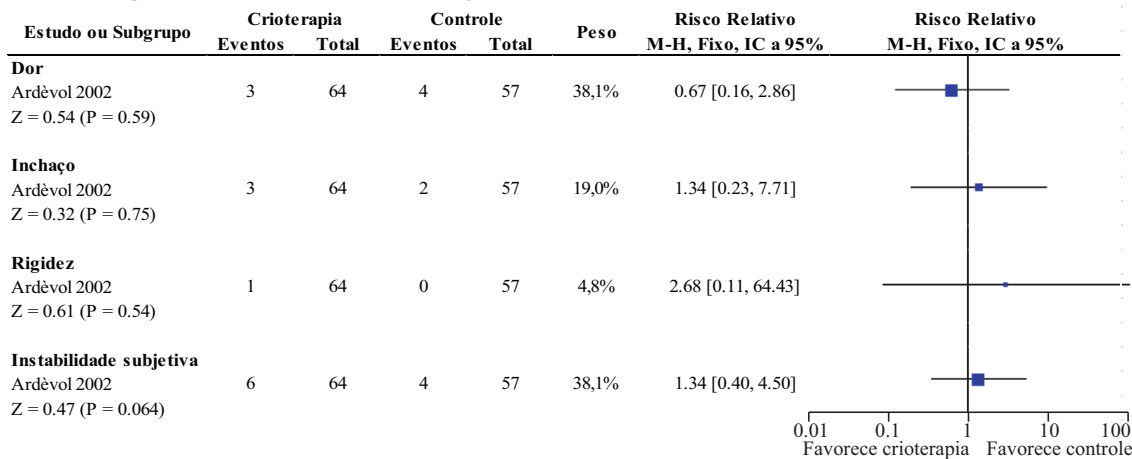 Estudo ou Subgrupo Crioterapia Controle Peso Risco Relativo Risco Relativo
Eventos Total Eventos Total M-H, Fixo, IC a 95% M-H, Fixo, IC a 95%
Dor
Ardèvol 2002 3 64 4 57 38,1% 0.67 [0.16, 2.86]
Z = 0.54 (P = 0.59)
Inchaço
Ardèvol 2002 3 64 2 57 19,0% 1.34 [0.23, 7.71]
Z = 0.32 (P = 0.75)
Rigidez
Ardèvol 2002 1 64 0 57 4,8% 2.68 [0.11, 64.43]
Z = 0.61 (P = 0.54)
Instabilidade subjetiva
Ardèvol 2002 6 64 4 57 38,1% 1.34 [0.40, 4.50]
Z = 0.47 (P = 0.064)
0.01 0.1 1 10 100
Favorece crioterapia Favorece controle